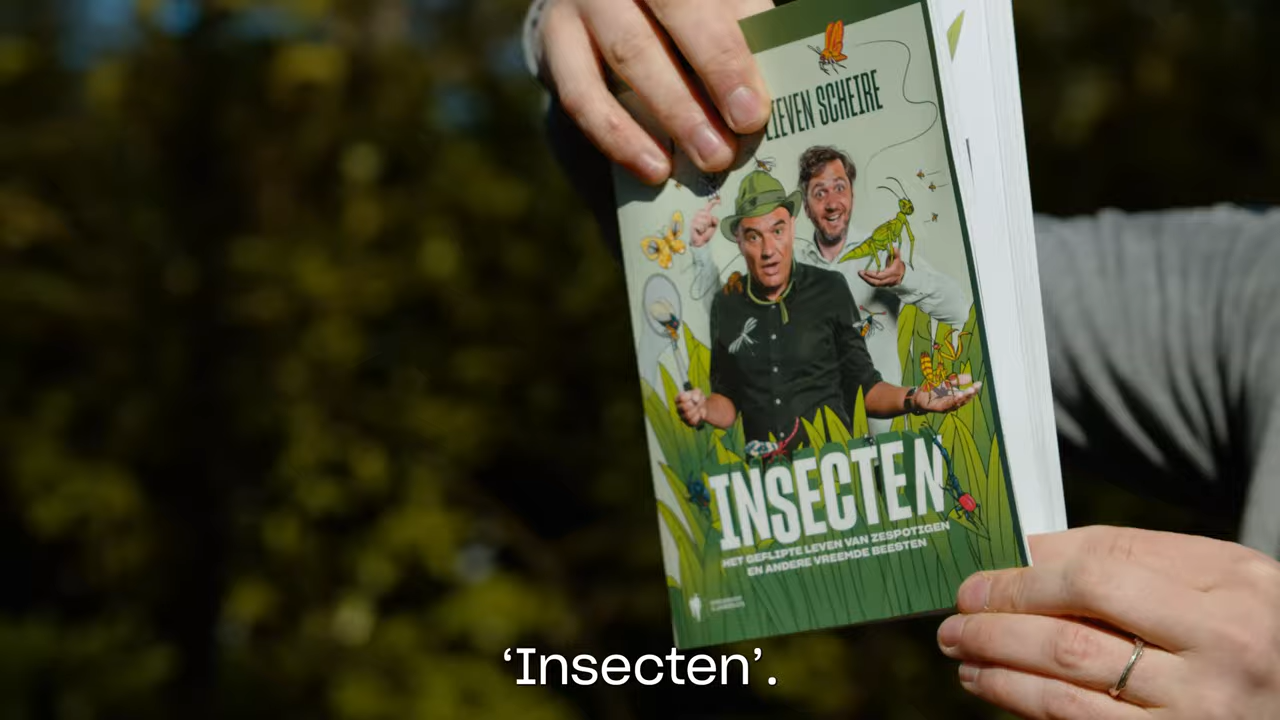 LIEVEN SCHEIRE
INSECTEN
HET GEFLIPTE LEVEN VAN ZESPOTIGEN
EN ANDERE VREEMDE BEESTEN
‘Insecten’.